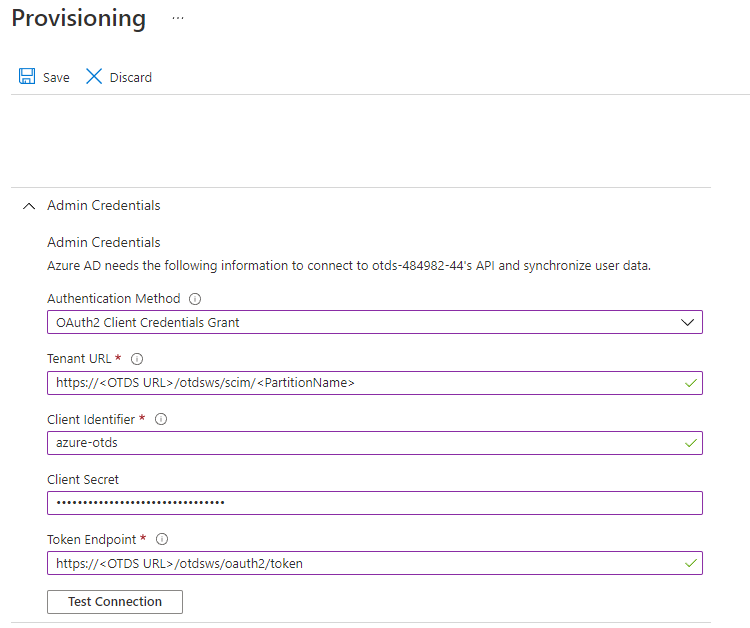 Provisioning ...
Save Discard
Admin Credentials
Admin Credentials
Azure AD needs the following information to connect to otds-484982-44's API and synchronize user data.
Authentication Method
OAuth2 Client Credentials Grant
Tenant URL *
https://<OTDS URL>/otdsws/scim/<PartitionName>
Client Identifier *
azure-otds
Client Secret
••••••••••••••••••••••••••••••••
Token Endpoint *
https://<OTDS URL>/otdsws/oauth2/token
Test Connection